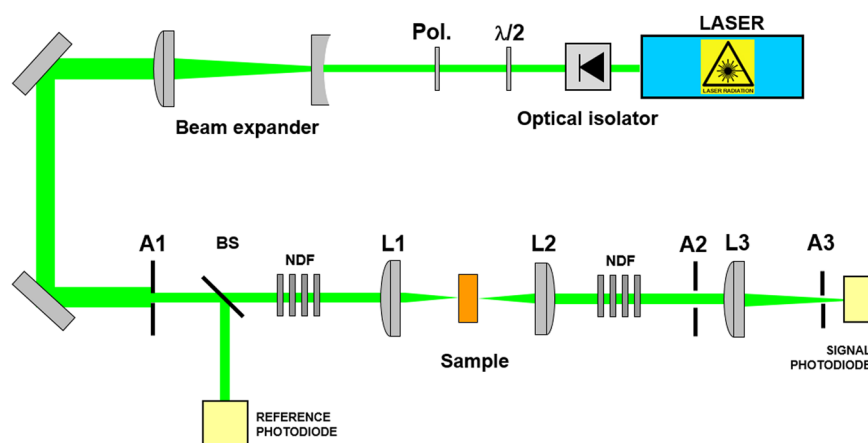 LASER
Pol.
λ/2
LASER RADIATION
Beam expander
Optical isolator
A1
BS
NDF
L1
L2
NDF
A2
L3
A3
Sample
SIGNAL
PHOTODIODE
REFERENCE
PHOTODIODE